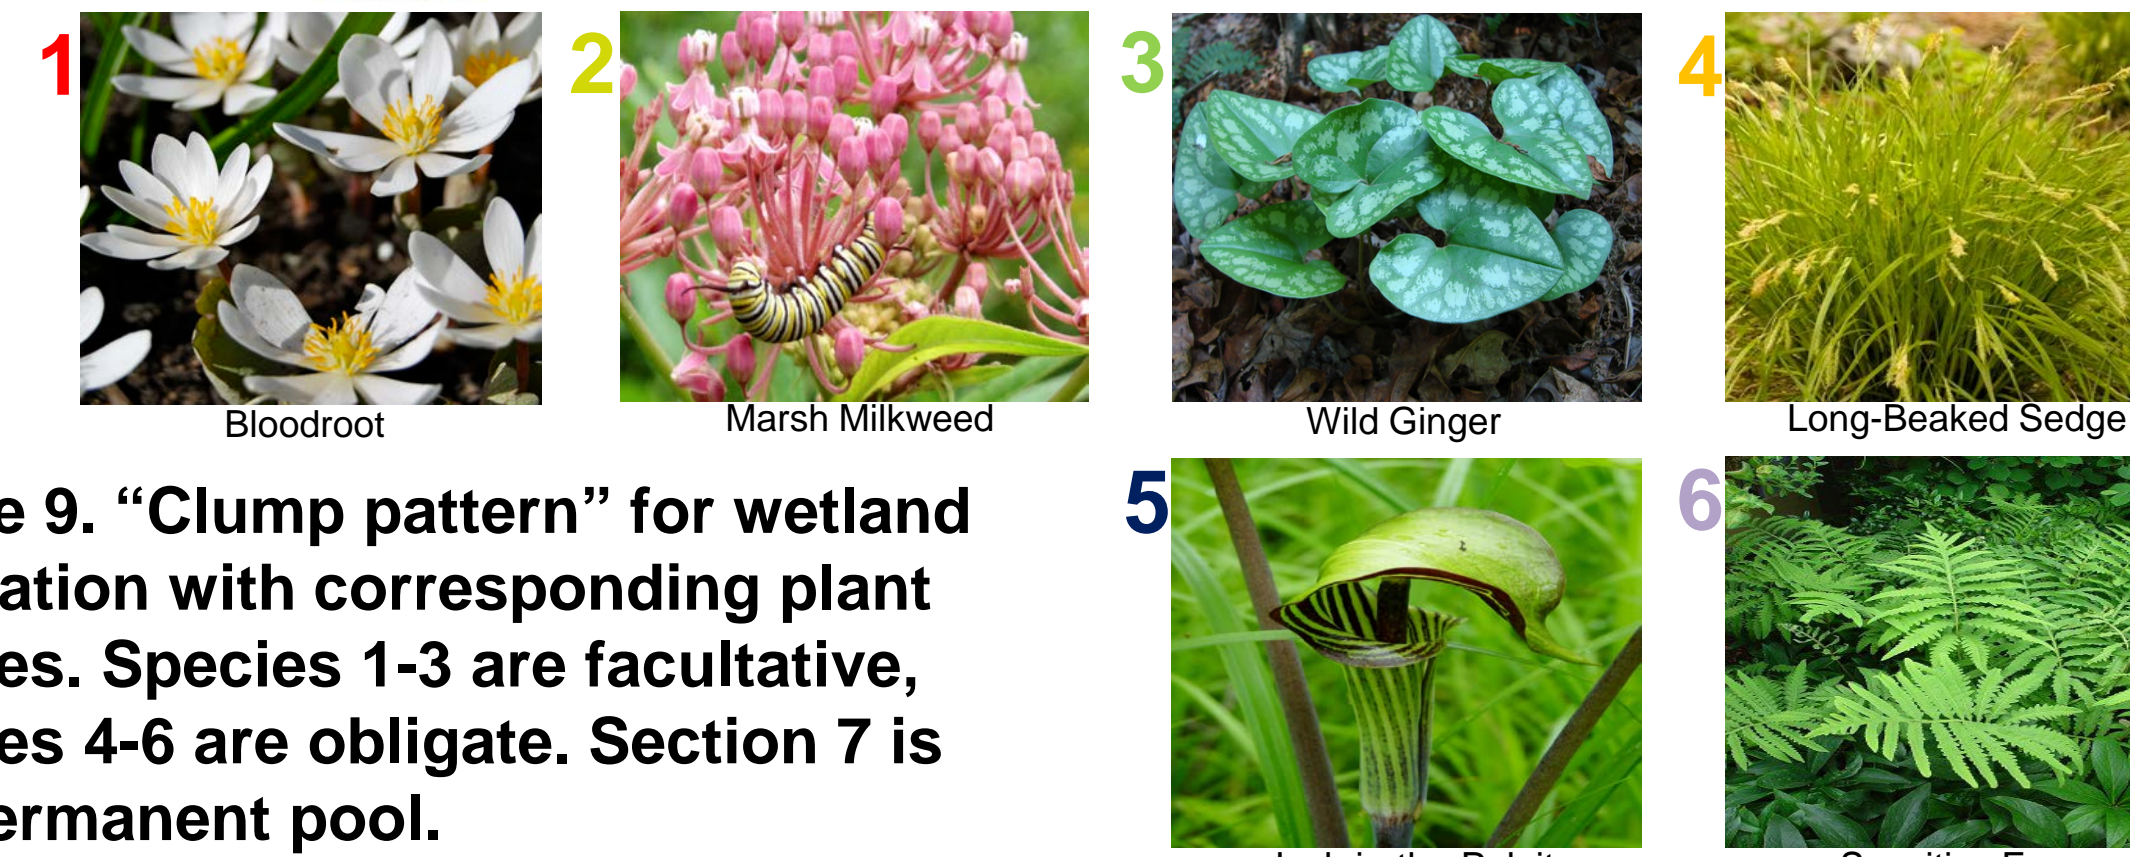 1 2 3 4
Bloodroot Marsh Milkweed Wild Ginger Long-Beaked Sedge
5 6
e 9. “Clump pattern” for wetland
ation with corresponding plant
es. Species 1-3 are facultative,
es 4-6 are obligate. Section 7 is
ermanent pool.